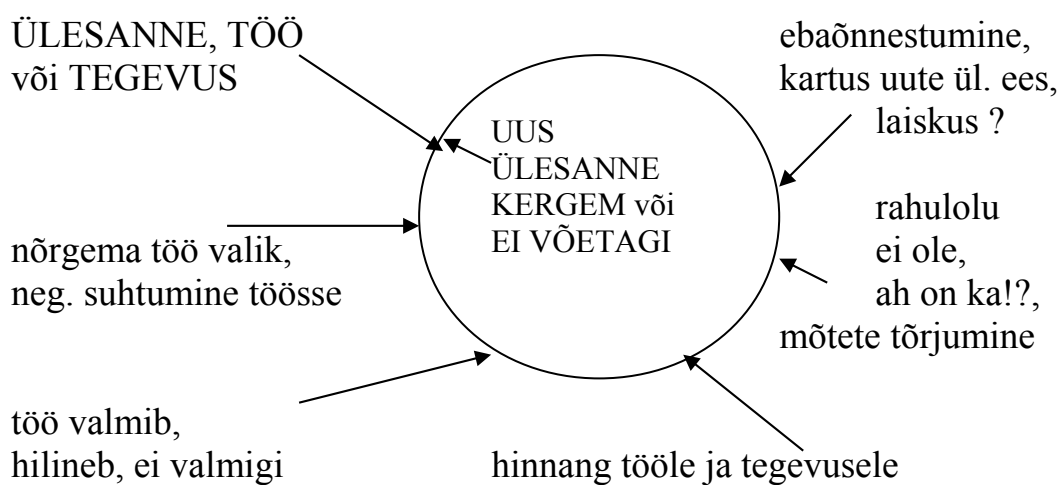 ÜLESANNE, TÖÖ
või TEGEVUS
ebaõnnestumine,
kartus uute ül. ees,
laiskus ?
UUS
ÜLESANNE
KERGEM või
EI VÕETAGI
rahulolu
ei ole,
ah on ka!?,
mõtete tõrjumine
nõrgema töö valik,
neg. suhtumine töösse
töö valmib,
hilineb, ei valmigi
hinnang tööle ja tegevusele